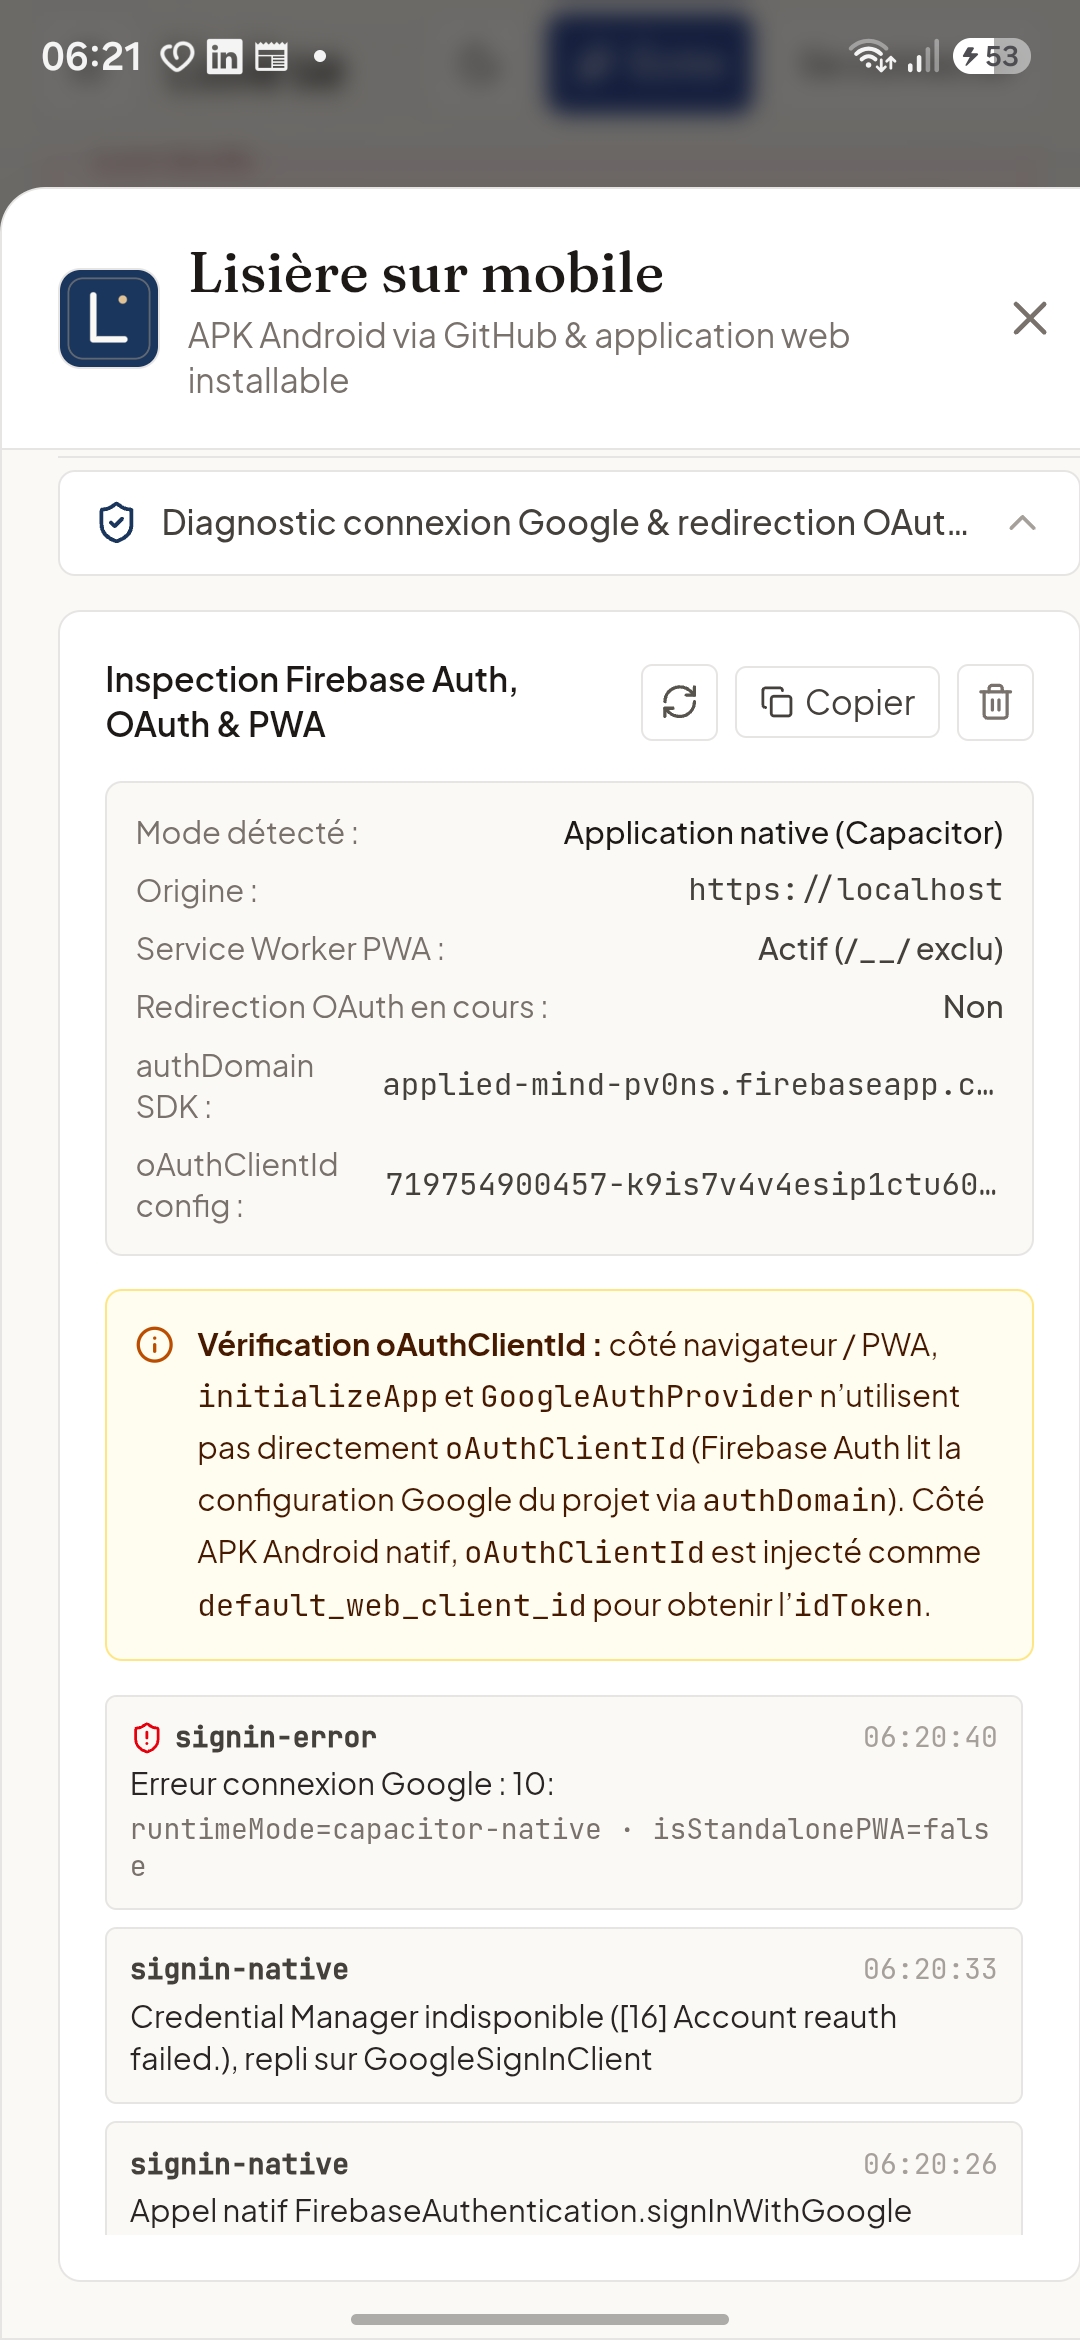 06:21
53
Lisière sur mobile
APK Android via GitHub & application web
installable
Diagnostic connexion Google & redirection OAut...
Inspection Firebase Auth,
OAuth & PWA
Copier
Mode détecté :
Application native (Capacitor)
Origine :
https://localhost
Service Worker PWA :
Actif (/__/ exclu)
Redirection OAuth en cours :
Non
authDomain
SDK :
applied-mind-pv0ns.firebaseapp.c…
oAuthClientId
config :
719754900457-k9is7v4v4esip1ctu60…
Vérification oAuthClientId : côté navigateur / PWA,
initializeApp et GoogleAuthProvider n’utilisent
pas directement oAuthClientId (Firebase Auth lit la
configuration Google du projet via authDomain). Côté
APK Android natif, oAuthClientId est injecté comme
default_web_client_id pour obtenir l’idToken.
signin-error
06:20:40
Erreur connexion Google : 10:
runtimeMode=capacitor-native · isStandalonePWA=fals
e
signin-native
06:20:33
Credential Manager indisponible ([16] Account reauth
failed.), repli sur GoogleSignInClient
signin-native
06:20:26
Appel natif FirebaseAuthentication.signInWithGoogle